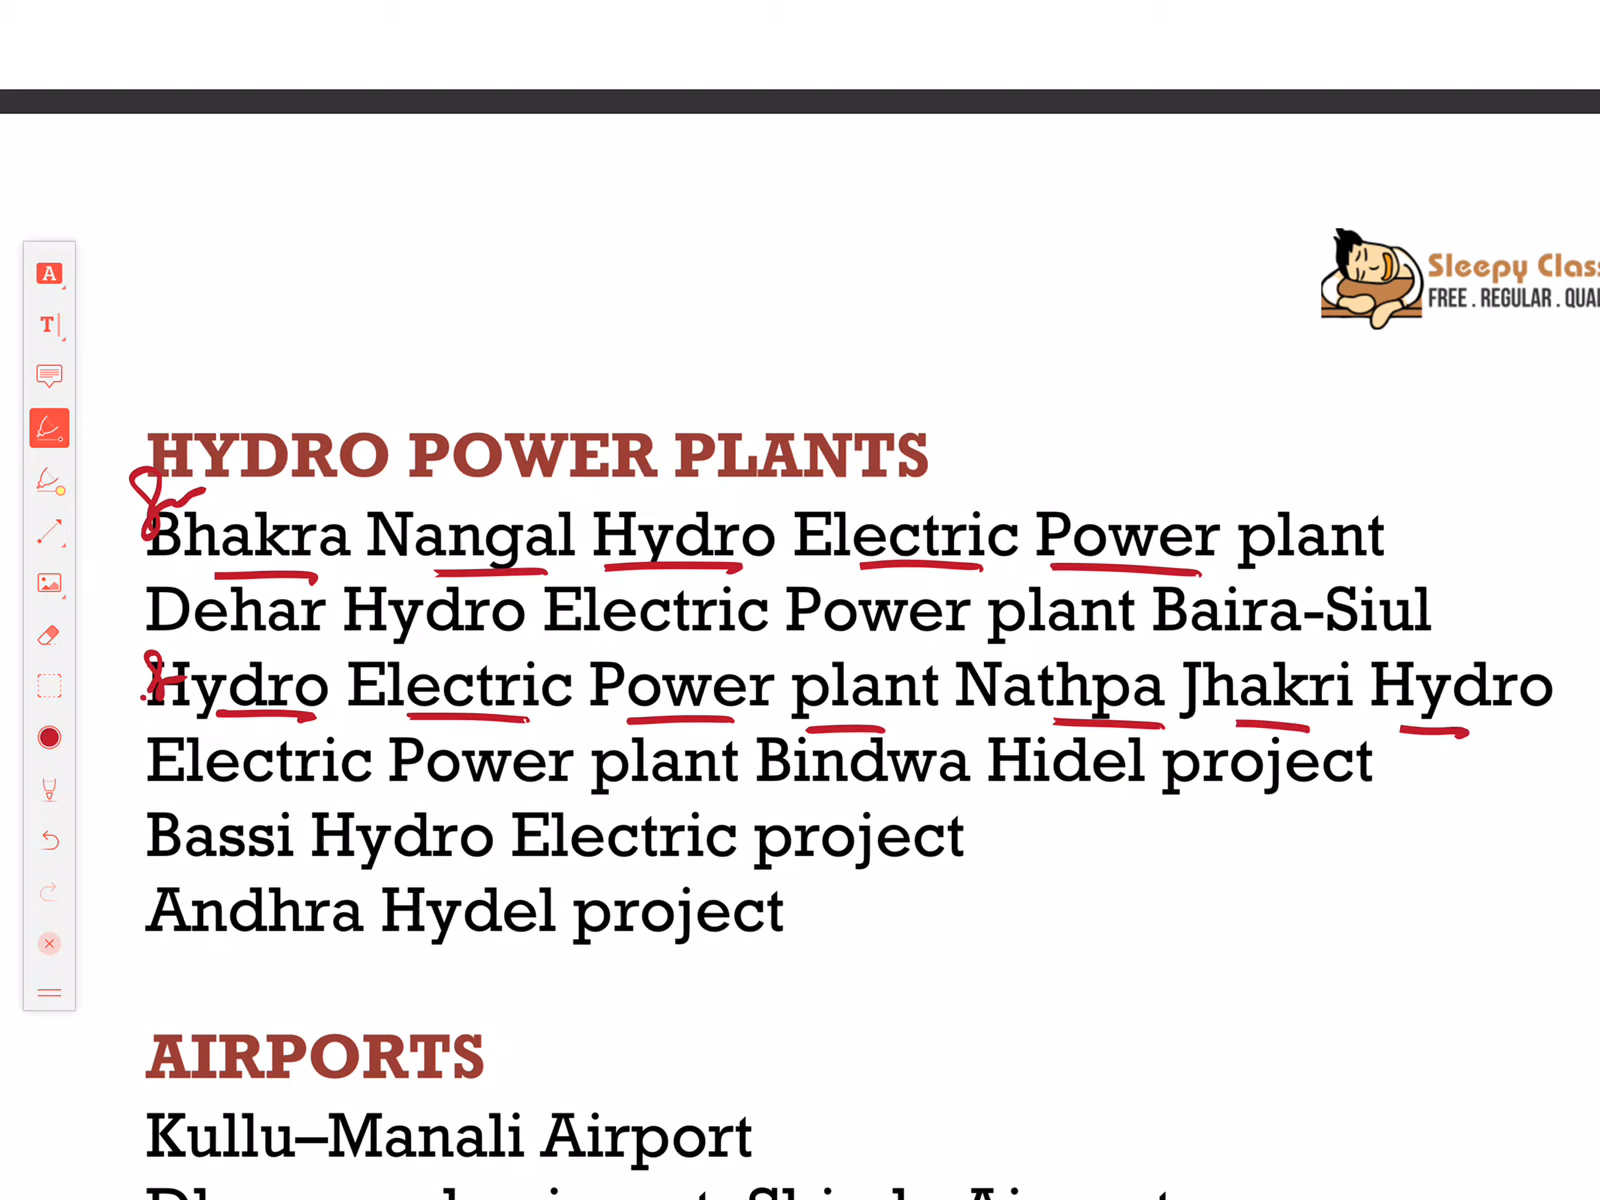 Sleepy Clas
FREE . REGULAR . QUA
HYDRO POWER PLANTS
Bhakra Nangal Hydro Electric Power plant
Dehar Hydro Electric Power plant Baira-Siul
Hydro Electric Power plant Nathpa Jhakri Hydro
Electric Power plant Bindwa Hidel project
Bassi Hydro Electric project
Andhra Hydel project
AIRPORTS
Kullu–Manali Airport